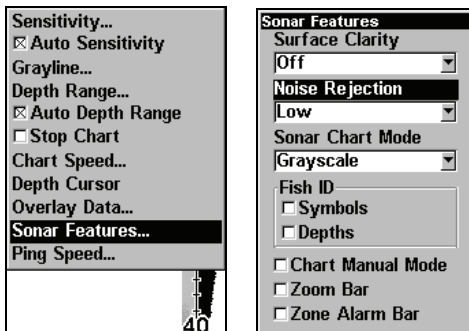 Sensitivity...
Auto Sensitivity
Grayline...
Depth Range...
Auto Depth Range
Stop Chart
Chart Speed...
Depth Cursor
Overlay Data...
Sonar Features...
Ping Speed...
40
Sonar Features
Surface Clarity
Off
Noise Rejection
Low
Sonar Chart Mode
Grayscale
Fish ID
Symbols
Depths
Chart Manual Mode
Zoom Bar
Zone Alarm Bar